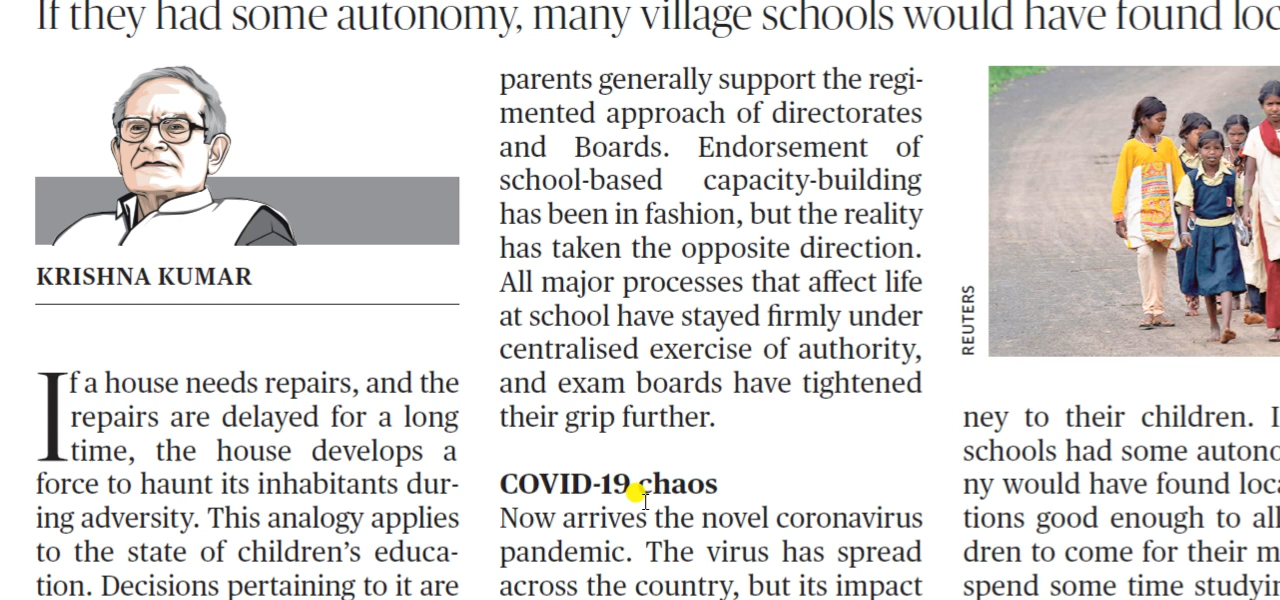 If they had some autonomy, many village schools would have found
KRISHNA KUMAR
If a house needs repairs, and the
repairs are delayed for a long
time, the house develops a
force to haunt its inhabitants dur-
ing adversity. This analogy applies
to the state of children’s educa-
tion. Decisions pertaining to it are
parents generally support the regi-
mented approach of directorates
and Boards. Endorsement of
school-based capacity-building
has been in fashion, but the reality
has taken the opposite direction.
All major processes that affect life
at school have stayed firmly under
centralised exercise of authority,
and exam boards have tightened
their grip further.
COVID-19 chaos
Now arrives the novel coronavirus
pandemic. The virus has spread
across the country, but its impact
REUTERS
ney to their children.
schools had some
ny would have found
tions good enough to
dren to come for their
spend some time